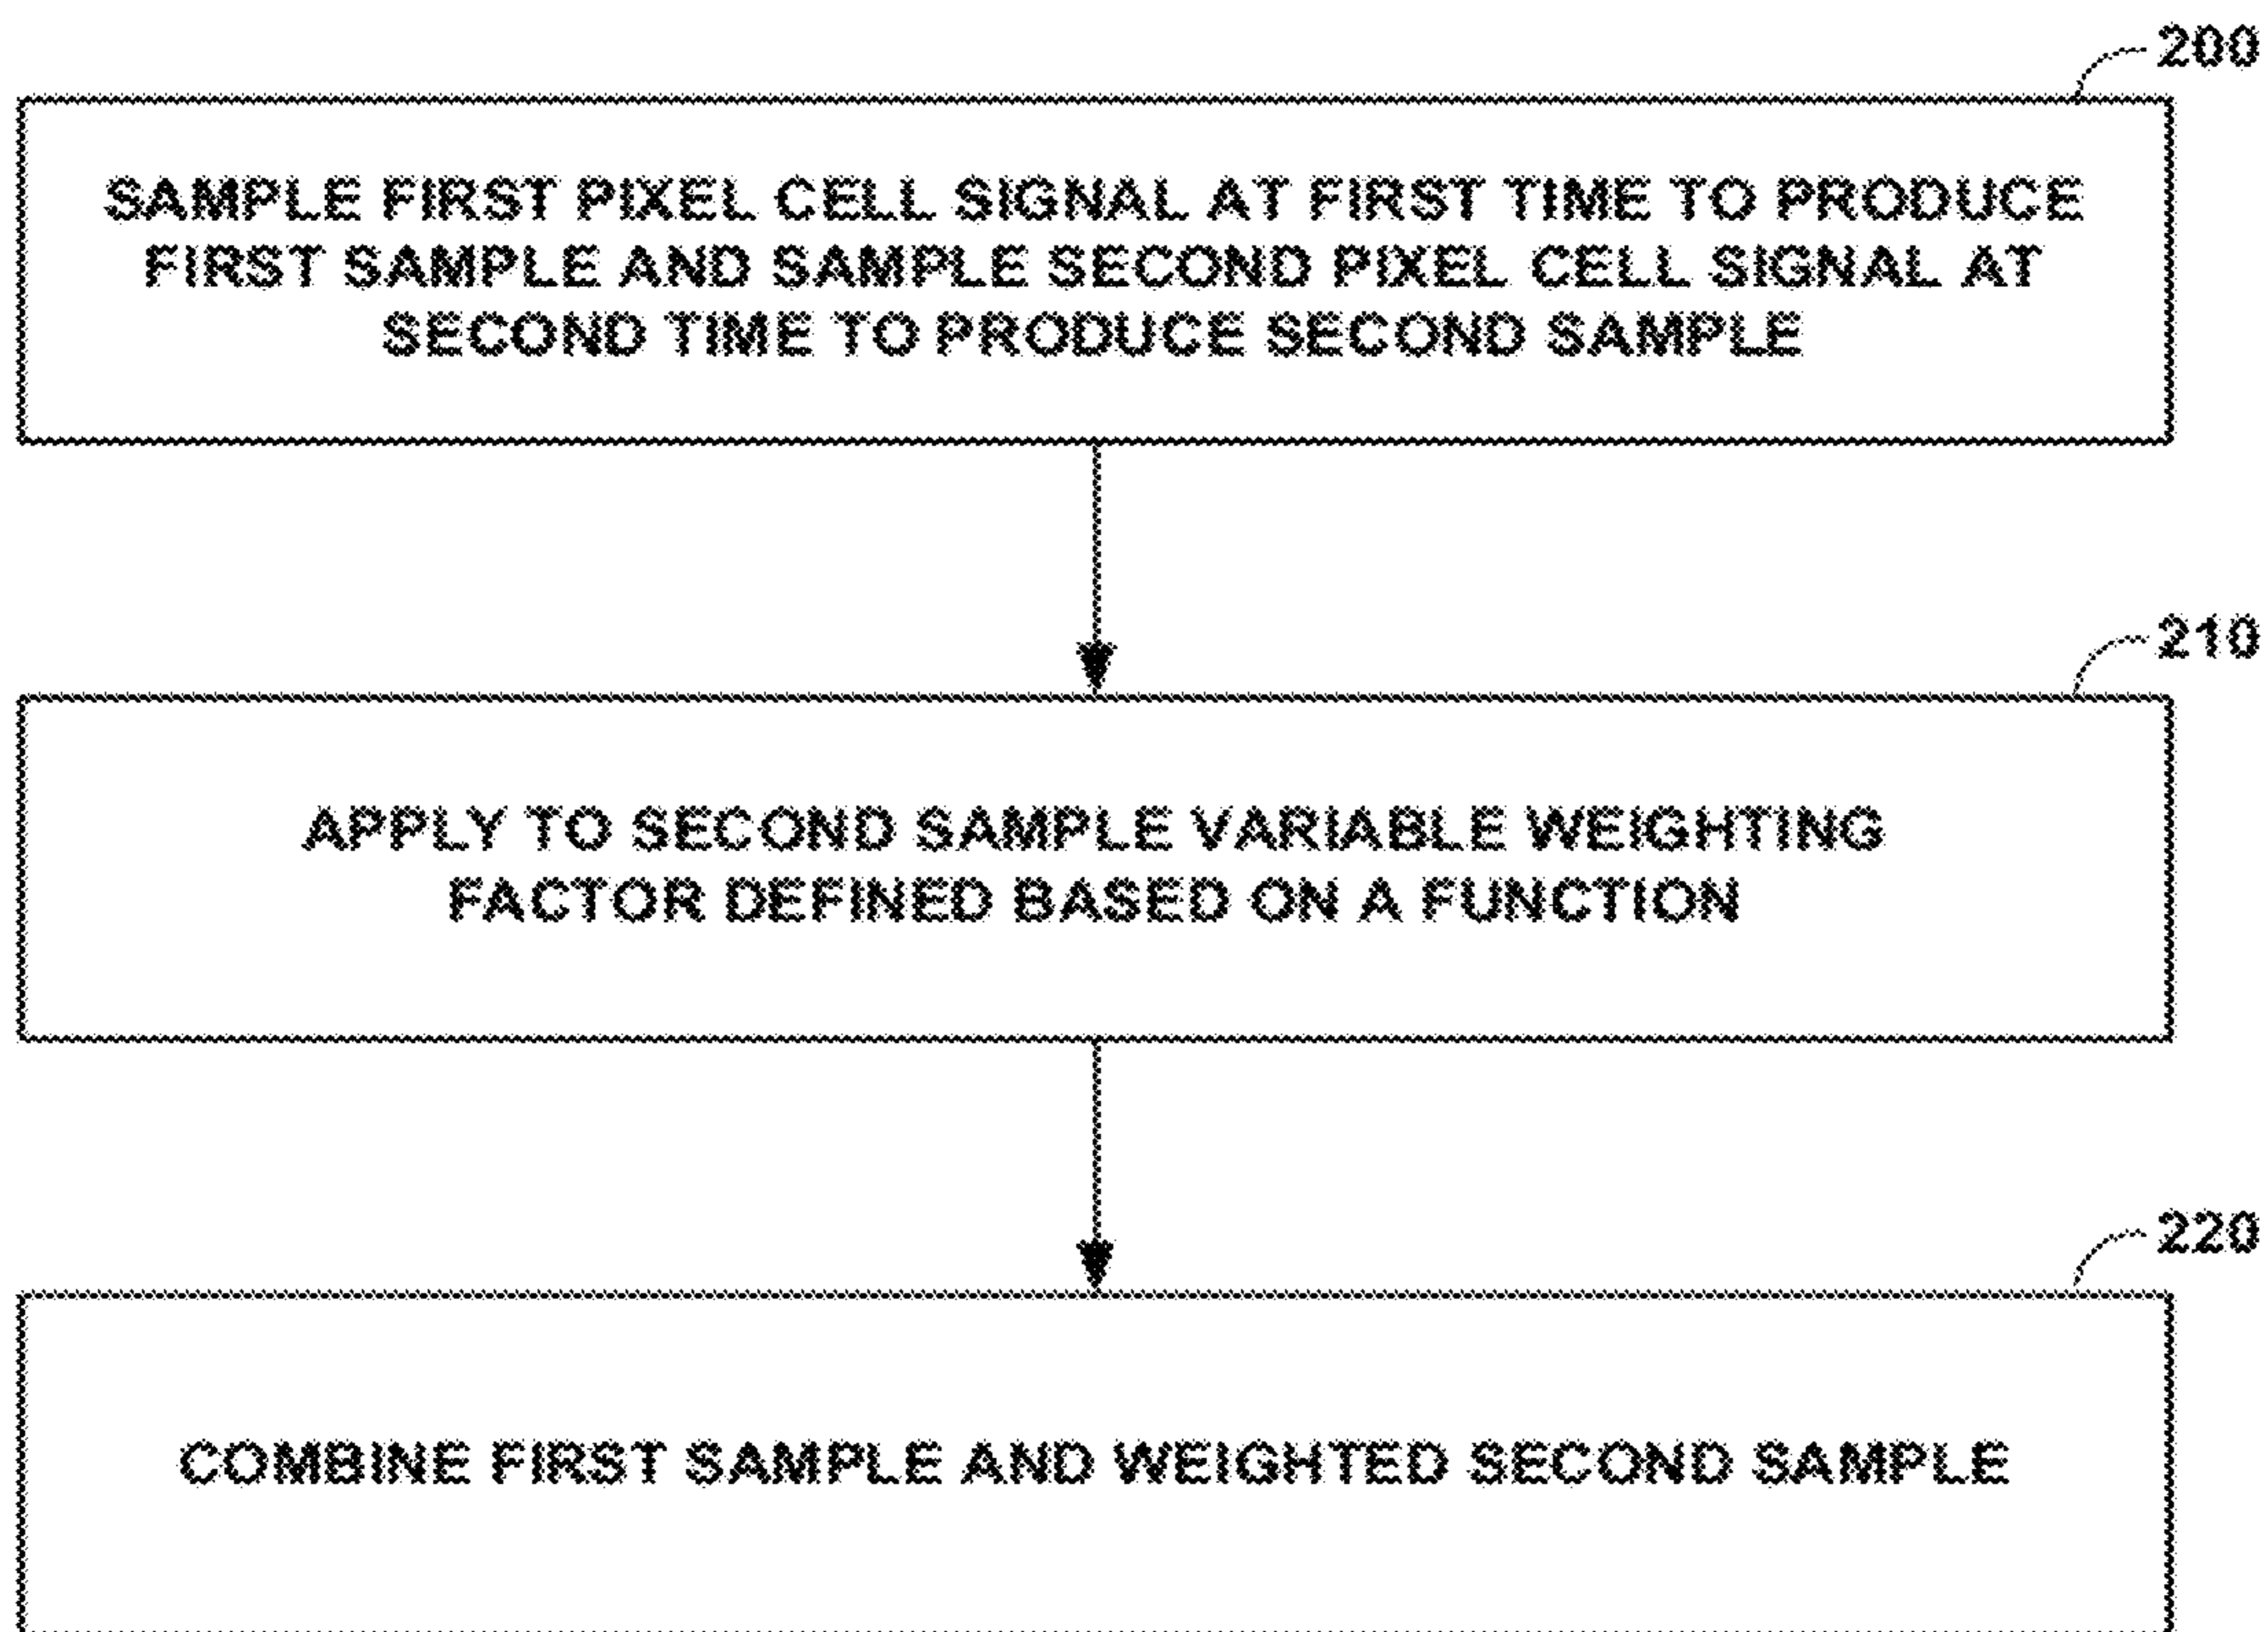 200
SAMPLE FIRST PIXEL CELL SIGNAL AT FIRST TIME TO PRODUCE
FIRST SAMPLE AND SAMPLE SECOND PIXEL CELL SIGNAL AT
SECOND TIME TO PRODUCE SECOND SAMPLE
210
APPLY TO SECOND SAMPLE VARIABLE WEIGHTING
FACTOR DEFINED BASED ON A FUNCTION
220
COMBINE FIRST SAMPLE AND WEIGHTED SECOND SAMPLE